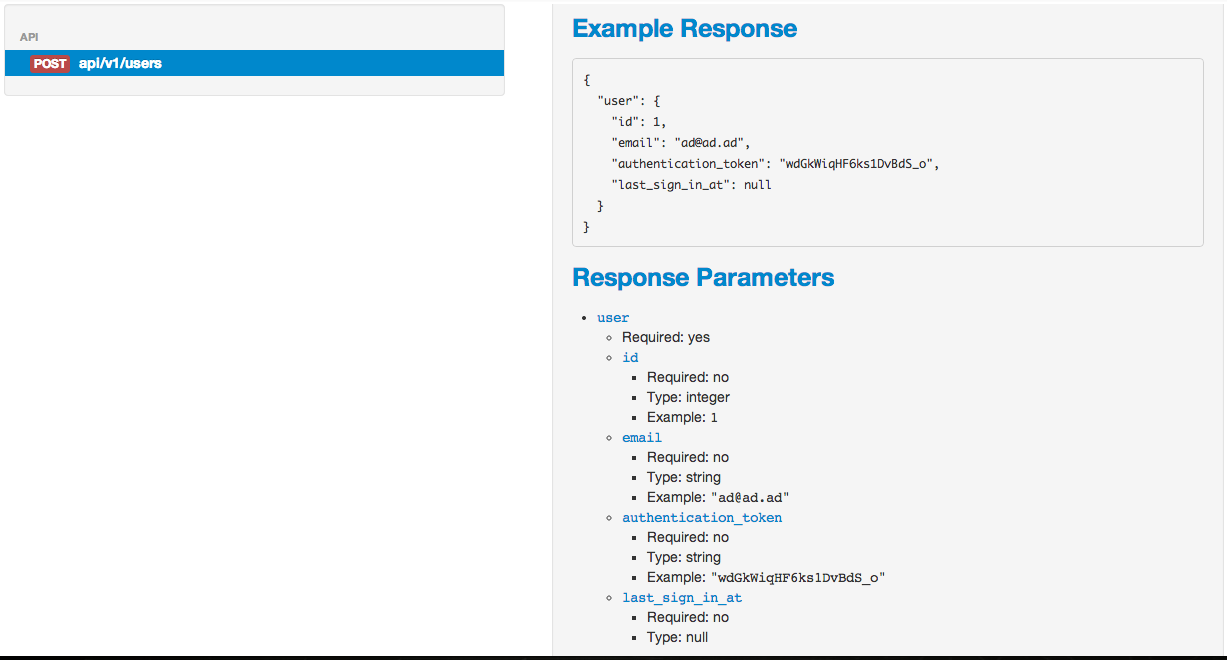 API
POST api/v1/users
Example Response
{
"user": {
"id": 1,
"email": "ad@ad.ad",
"authentication_token": "wdGkWiqHF6ks1DvBdS_o",
"last_sign_in_at": null
}
}
Response Parameters
user
Required: yes
id
Required: no
Type: integer
Example: 1
email
Required: no
Type: string
Example: "ad@ad.ad"
authentication_token
Required: no
Type: string
Example: "wdGkWiqHF6ks1DvBdS_o"
last_sign_in_at
Required: no
Type: null